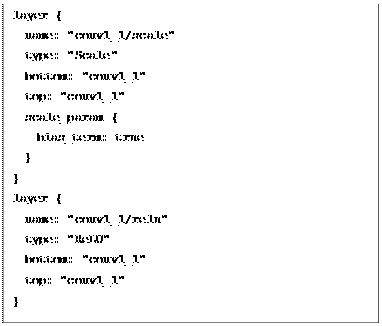 layer {
name: "conv1_1/scale"
type: "Scale"
bottom: "conv1_1"
top: "conv1_1"
scale_param {
bias_term: true
}
}
layer {
name: "conv1_1/relu"
type: "ReLU"
bottom: "conv1_1"
top: "conv1_1"
}